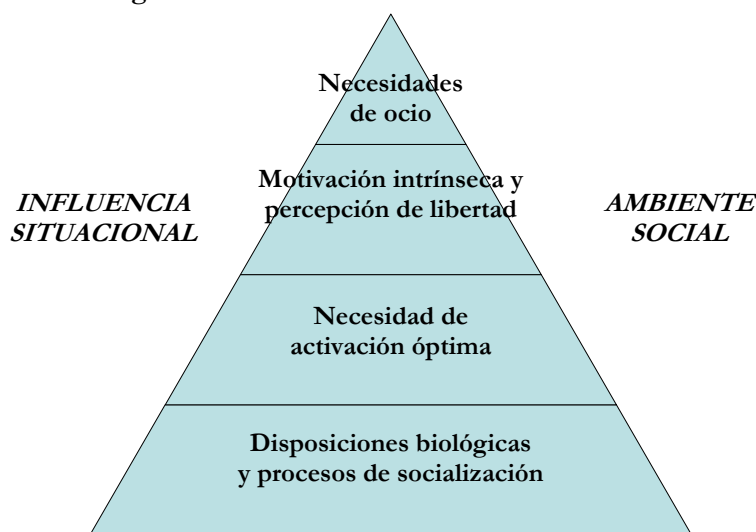 Necesidades
de ocio
Motivación intrínseca y
percepción de libertad
INFLUENCIA
SITUACIONAL
AMBIENTE
SOCIAL
Necesidad de
activación óptima
Disposiciones biológicas
y procesos de socialización